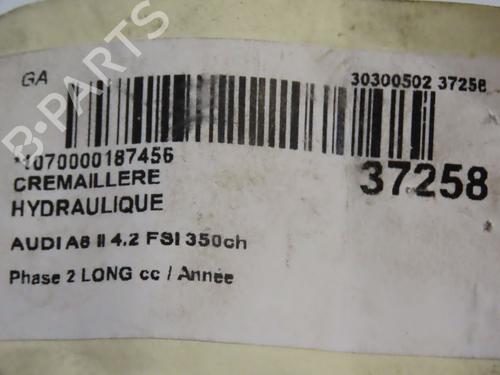 GA
30300502 37258
*1070000187456
37258
CREMAILLERE
HYDRAULIQUE
AUDI A8 II 4.2 FSI 350ch
Phase 2 LONG cc / Année
B-PARTS